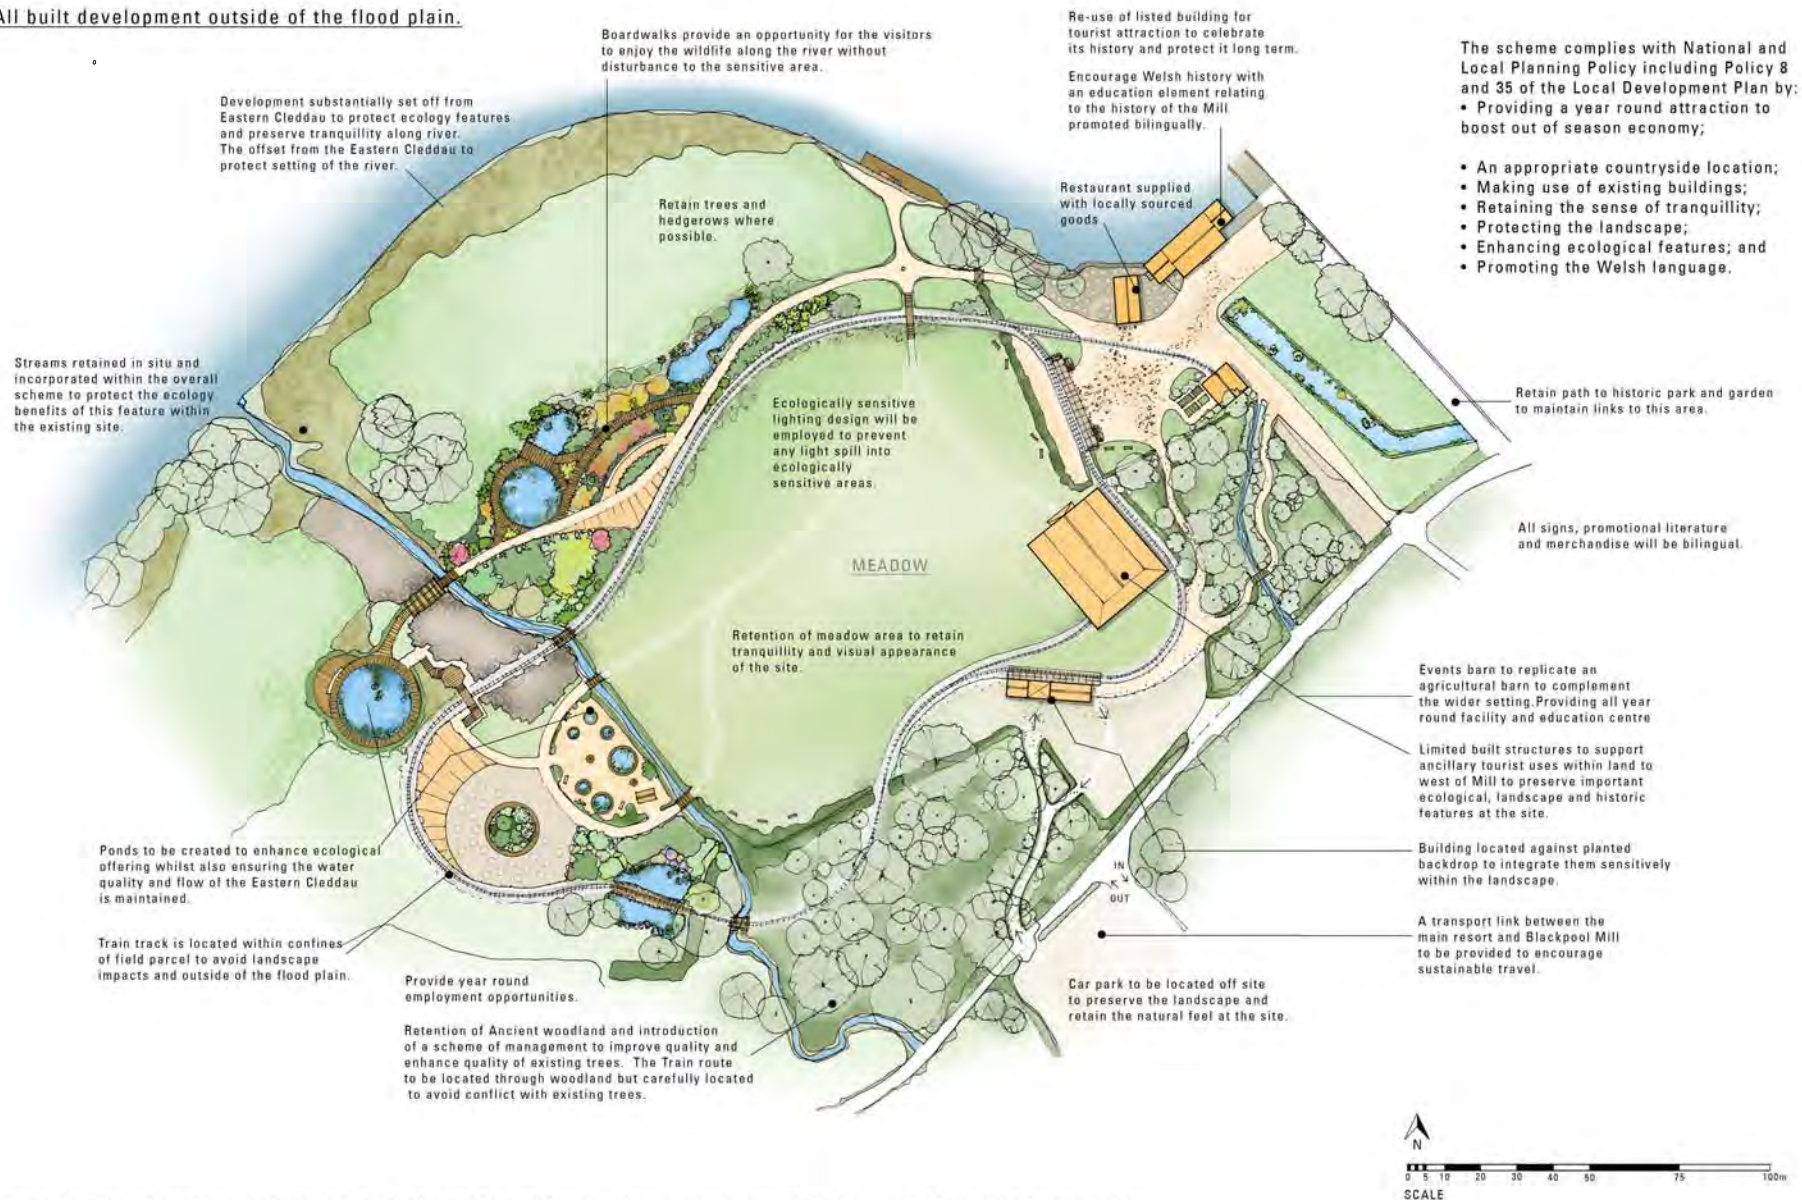 All built development outside of the flood plain.
Boardwalks provide an opportunity for the visitors
to enjoy the wildlife along the river without
disturbance to the sensitive area.
Re-use of listed building for
tourist attraction to celebrate
its history and protect it long term.
Encourage Welsh history with
an education element relating
to the history of the Mill
promoted bilingually.
The scheme complies with National and
Local Planning Policy including Policy 8
and 35 of the Local Development Plan by:
• Providing a year round attraction to
boost out of season economy;
• An appropriate countryside location;
• Making use of existing buildings;
• Retaining the sense of tranquillity;
• Protecting the landscape;
• Enhancing ecological features; and
• Promoting the Welsh language.
Development substantially set off from
Eastern Cleddau to protect ecology features
and preserve tranquillity along river.
The offset from the Eastern Cleddau to
protect setting of the river.
Retain trees and
hedgerows where
possible.
Restaurant supplied
with locally sourced
goods
Streams retained in situ and
incorporated within the overall
scheme to protect the ecology
benefits of this feature within
the existing site.
Ecologically sensitive
lighting design will be
employed to prevent
any light spill into
ecologically
sensitive areas.
Retain path to historic park and garden
to maintain links to this area.
All signs, promotional literature
and merchandise will be bilingual.
MEADOW
Retention of meadow area to retain
tranquillity and visual appearance
of the site.
Events barn to replicate an
agricultural barn to complement
the wider setting.Providing all year
round facility and education centre
Limited built structures to support
ancillary tourist uses within land to
west of Mill to preserve important
ecological, landscape and historic
features at the site.
Building located against planted
backdrop to integrate them sensitively
within the landscape.
IN
OUT
A transport link between the
main resort and Blackpool Mill
to be provided to encourage
sustainable travel.
Ponds to be created to enhance ecological
offering whilst also ensuring the water
quality and flow of the Eastern Cleddau
is maintained.
Train track is located within confines
of field parcel to avoid landscape
impacts and outside of the flood plain.
Provide year round
employment opportunities.
Car park to be located off site
to preserve the landscape and
retain the natural feel at the site.
Retention of Ancient woodland and introduction
of a scheme of management to improve quality and
enhance quality of existing trees. The Train route
to be located through woodland but carefully located
to avoid conflict with existing trees.
N
0 5 10 20 30 40 50 75 100m
SCALE